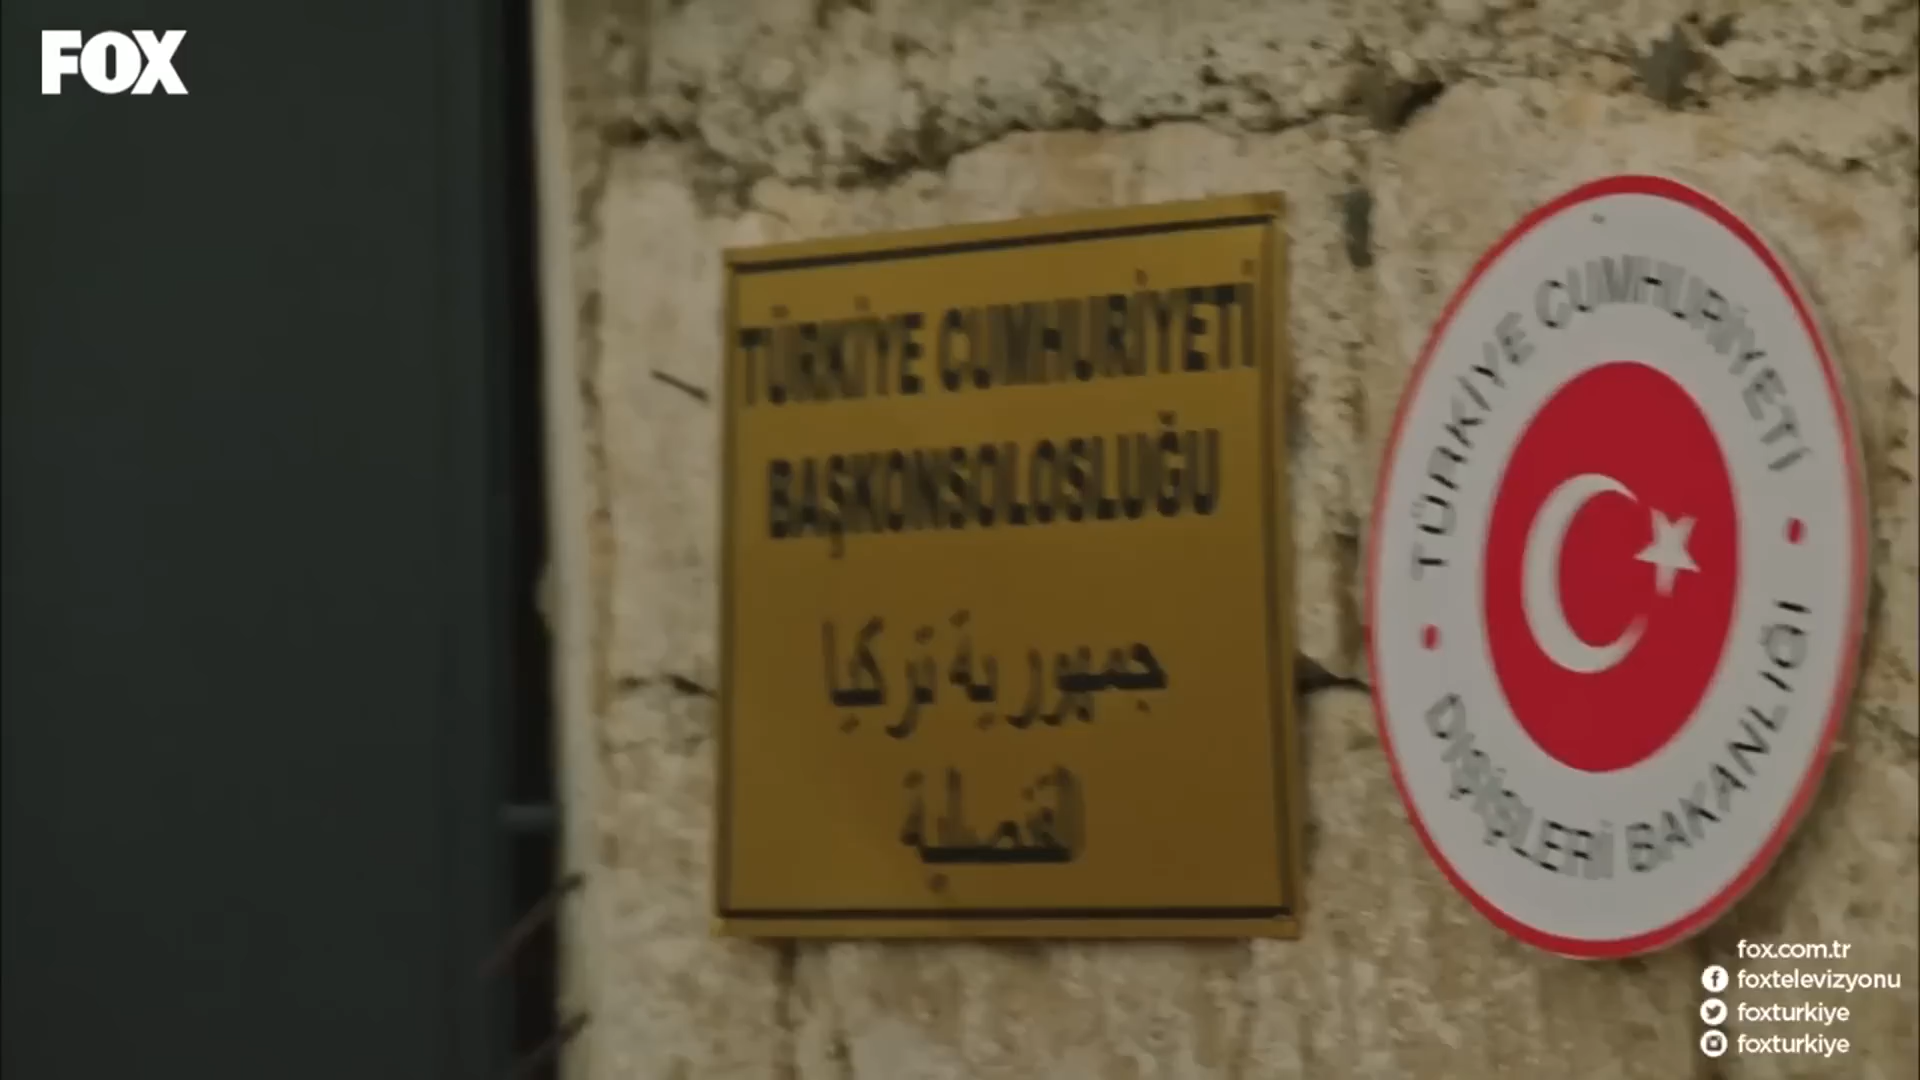 FOX
TÜRKİYE CUMHURİYETİ
BAŞKONSOLOSLUĞU
جمهورية تركيا
القنصلية
TÜRKİYE CUMHURİYETİ
DIŞİŞLERİ BAKANLIĞI
fox.com.tr
foxtelevizyonu
foxturkiye
foxturkiye